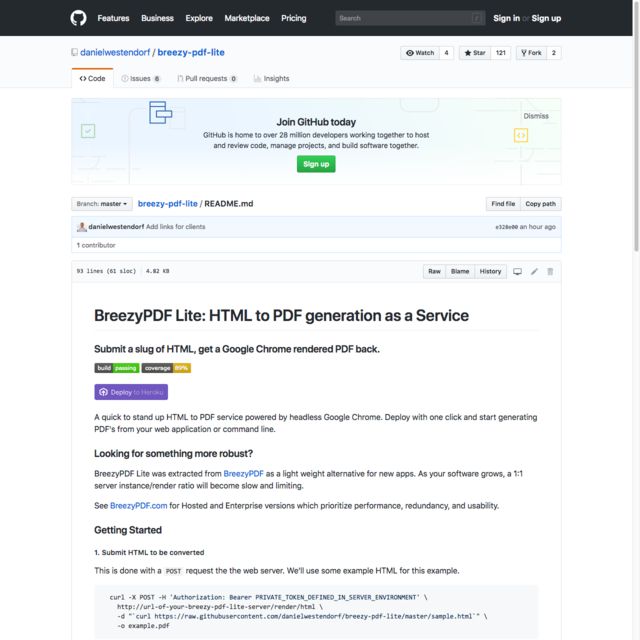 Features Business Explore Marketplace Pricing Search / Sign in or Sign up
danielwestendorf / breezy-pdf-lite Watch 4 Star 121 Fork 2
Code Issues 6 Pull requests 0 Insights
Dismiss
Join GitHub today
GitHub is home to over 28 million developers working together to host
and review code, manage projects, and build software together.
Sign up
Branch: master breezy-pdf-lite / README.md Find file Copy path
danielwestendorf Add links for clients e328e00 an hour ago
1 contributor
93 lines (61 sloc) 4.82 KB Raw Blame History
BreezyPDF Lite: HTML to PDF generation as a Service
Submit a slug of HTML, get a Google Chrome rendered PDF back.
build passing coverage 89%
Deploy to Heroku
A quick to stand up HTML to PDF service powered by headless Google Chrome. Deploy with one click and start generating
PDF's from your web application or command line.
Looking for something more robust?
BreezyPDF Lite was extracted from BreezyPDF as a light weight alternative for new apps. As your software grows, a 1:1
server instance/render ratio will become slow and limiting.
See BreezyPDF.com for Hosted and Enterprise versions which prioritize performance, redundancy, and usability.
Getting Started
1. Submit HTML to be converted
This is done with a POST request the the web server. We'll use some example HTML for this example.
curl -X POST -H 'Authorization: Bearer PRIVATE_TOKEN_DEFINED_IN_SERVER_ENVIRONMENT' \
http://url-of-your-breezy-pdf-lite-server/render/html \
-d "`curl https://raw.githubusercontent.com/danielwestendorf/breezy-pdf-lite/master/sample.html`" \
-o example.pdf